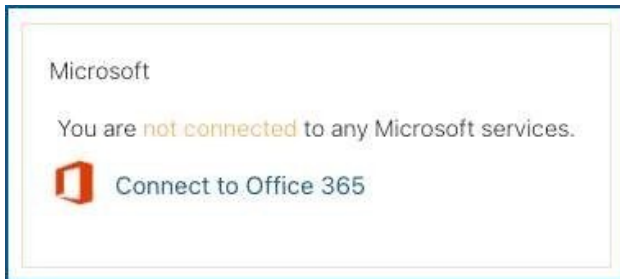 Microsoft
You are not connected to any Microsoft services.
Connect to Office 365